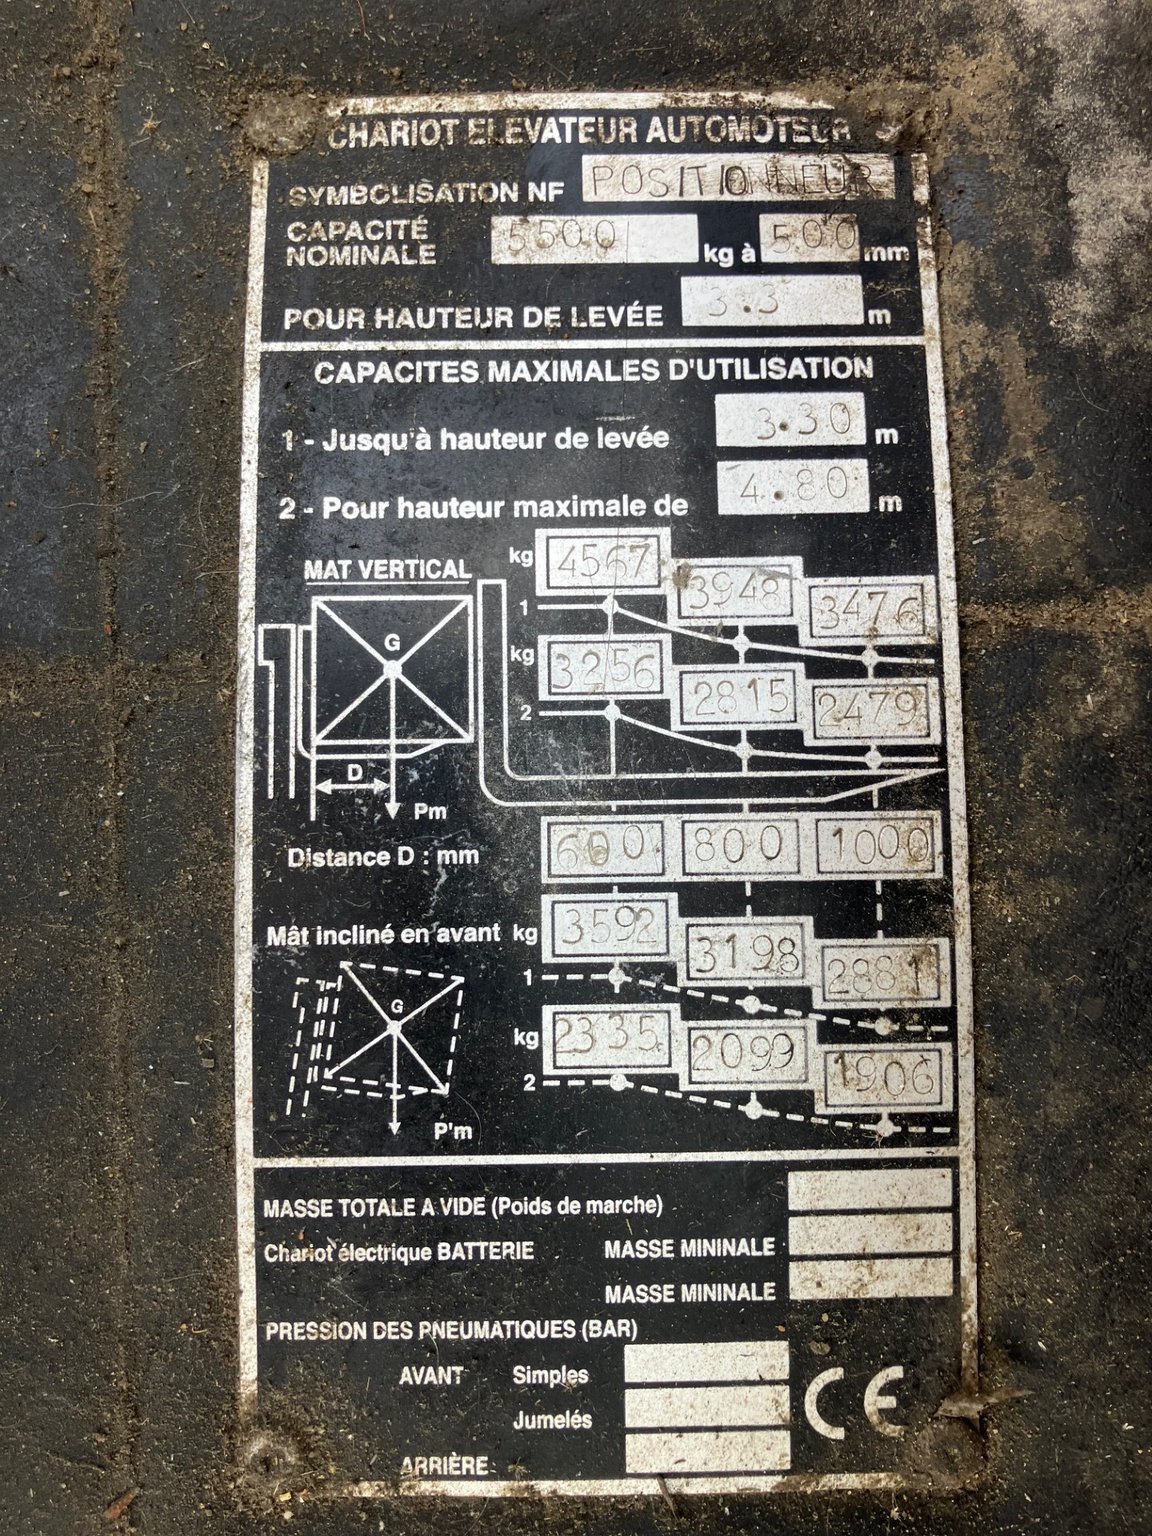 CHARIOT ELEVATEUR AUTOMOTEUR
SYMBOLISATION NF POSITIONNEUR
CAPACITÉ NOMINALE 5500 kg à 500 mm
POUR HAUTEUR DE LEVÉE 3.3 m
CAPACITES MAXIMALES D'UTILISATION
1 - Jusqu'à hauteur de levée 3.30 m
2 - Pour hauteur maximale de 4.80 m
MAT VERTICAL
G
D
Pm
kg 4567 3948 3476
1
kg 3256 2815 2479
2
Distance D : mm 600 800 1000
Mât incliné en avant kg 3592 3198 2881
1
G
kg 2335 2099 1906
2
P'm
MASSE TOTALE A VIDE (Poids de marche)
Chariot électrique BATTERIE MASSE MININALE
MASSE MININALE
PRESSION DES PNEUMATIQUES (BAR)
AVANT Simples
Jumelés
ARRIÈRE
CE